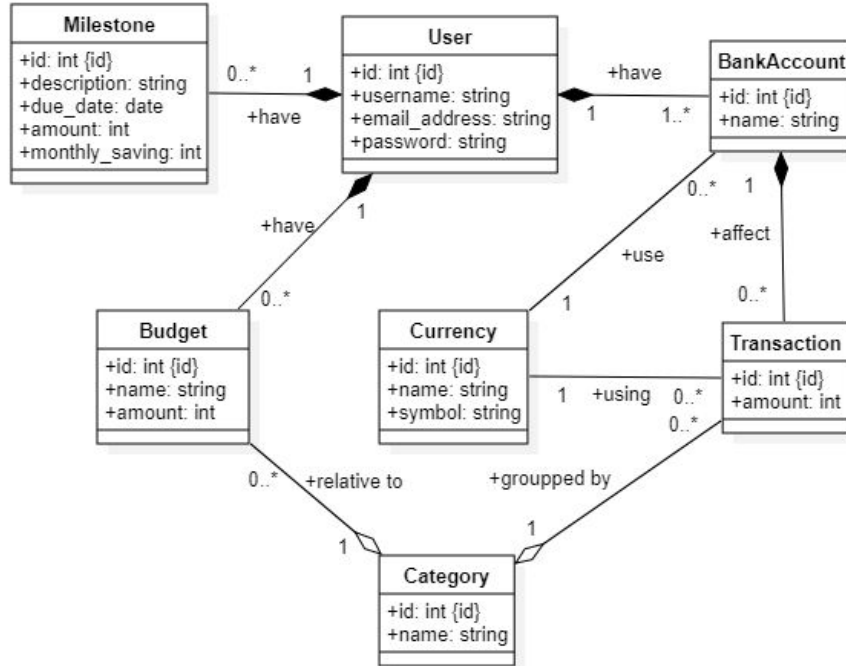 Milestone
+id: int {id}
+description: string
+due_date: date
+amount: int
+monthly_saving: int
0..*
1
+have
User
+id: int {id}
+username: string
+email_address: string
+password: string
+have
1
1..*
BankAccount
+id: int {id}
+name: string
+have
1
0..*
0..*
+use
1
1
+affect
0..*
Budget
+id: int {id}
+name: string
+amount: int
Currency
+id: int {id}
+name: string
+symbol: string
1
+using
0..*
Transaction
+id: int {id}
+amount: int
0..*
0..*
+relative to
1
+groupped by
1
Category
+id: int {id}
+name: string